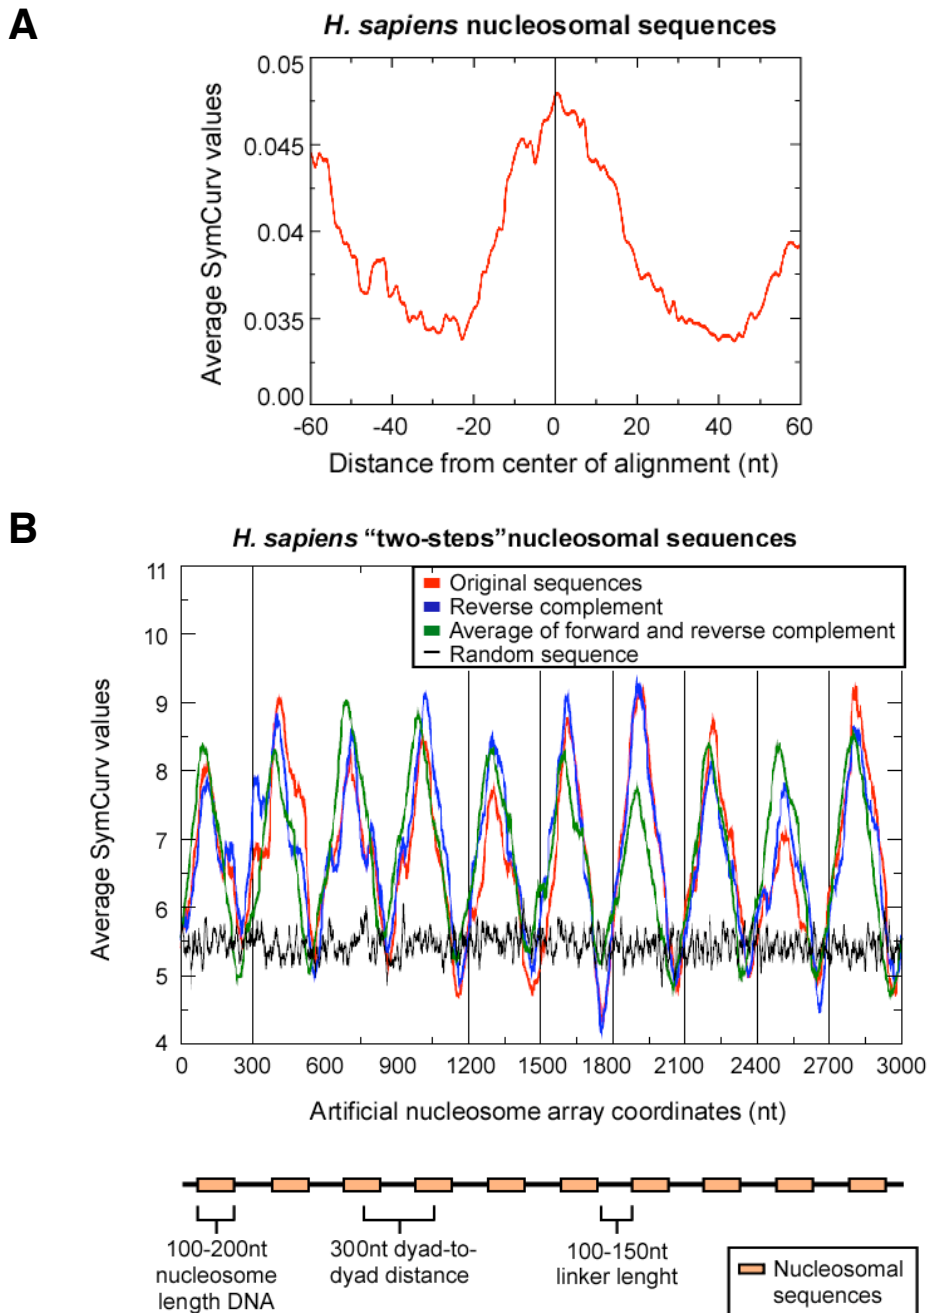 A
H. sapiens nucleosomal sequences
Average SymCurv values
0.05
0.045
0.04
0.035
0.00
-60 -40 -20 0 20 40 60
Distance from center of alignment (nt)
B
H. sapiens “two-steps”nucleosomal sequences
Average SymCurv values
11
10
9
8
7
6
5
4
Original sequences
Reverse complement
Average of forward and reverse complement
Random sequence
0 300 600 900 1200 1500 1800 2100 2400 2700 3000
Artificial nucleosome array coordinates (nt)
100-200nt
nucleosome
length DNA
300nt dyad-to-
dyad distance
100-150nt
linker lenght
Nucleosomal
sequences